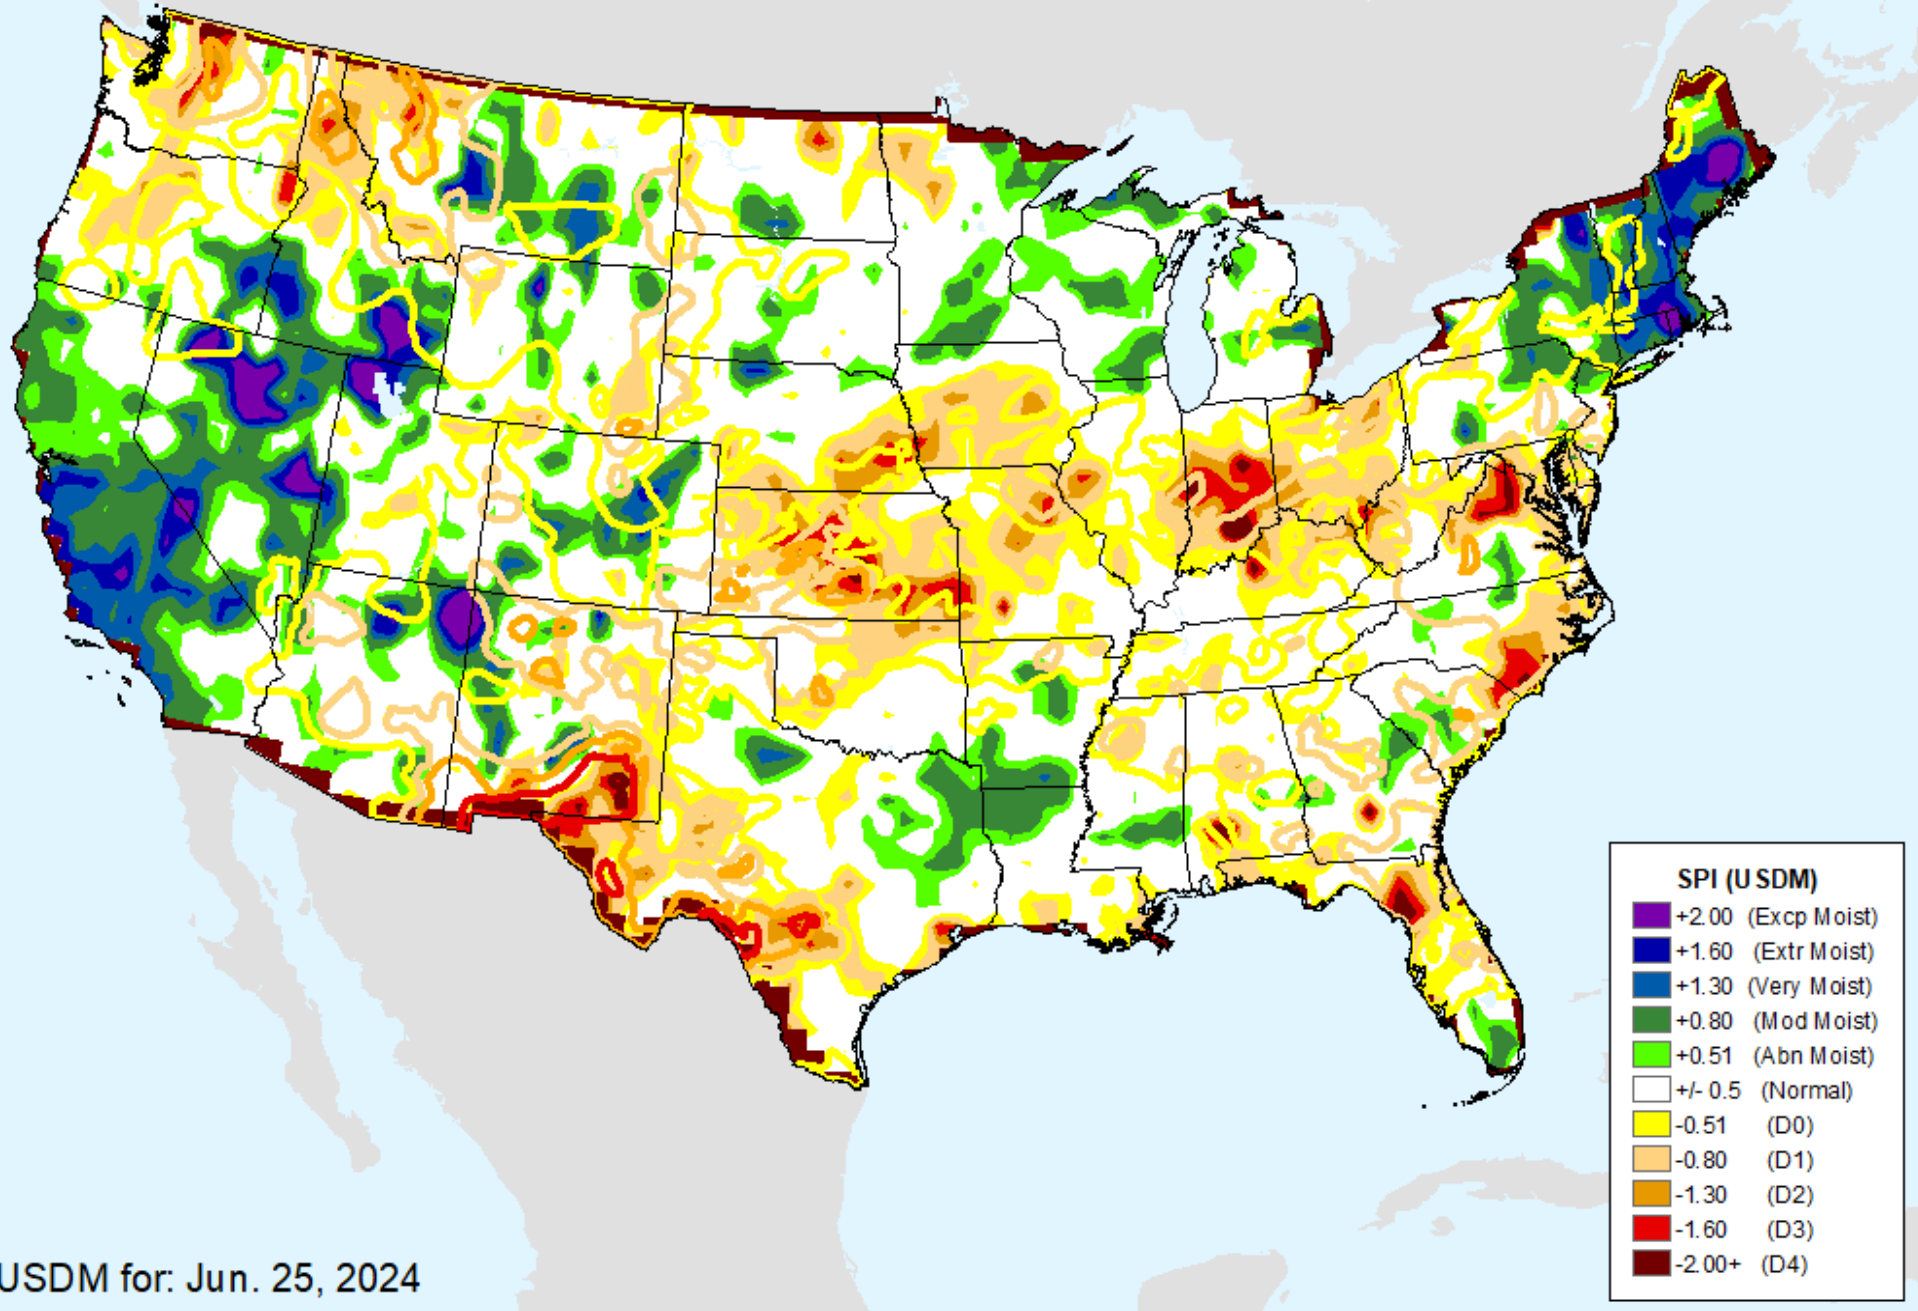 SPI (USDM)
+2.00 (Excp Moist)
+1.60 (Extr Moist)
+1.30 (Very Moist)
+0.80 (Mod Moist)
+0.51 (Abn Moist)
+/- 0.5 (Normal)
-0.51 (D0)
-0.80 (D1)
-1.30 (D2)
-1.60 (D3)
-2.00+ (D4)
USDM for: Jun. 25, 2024